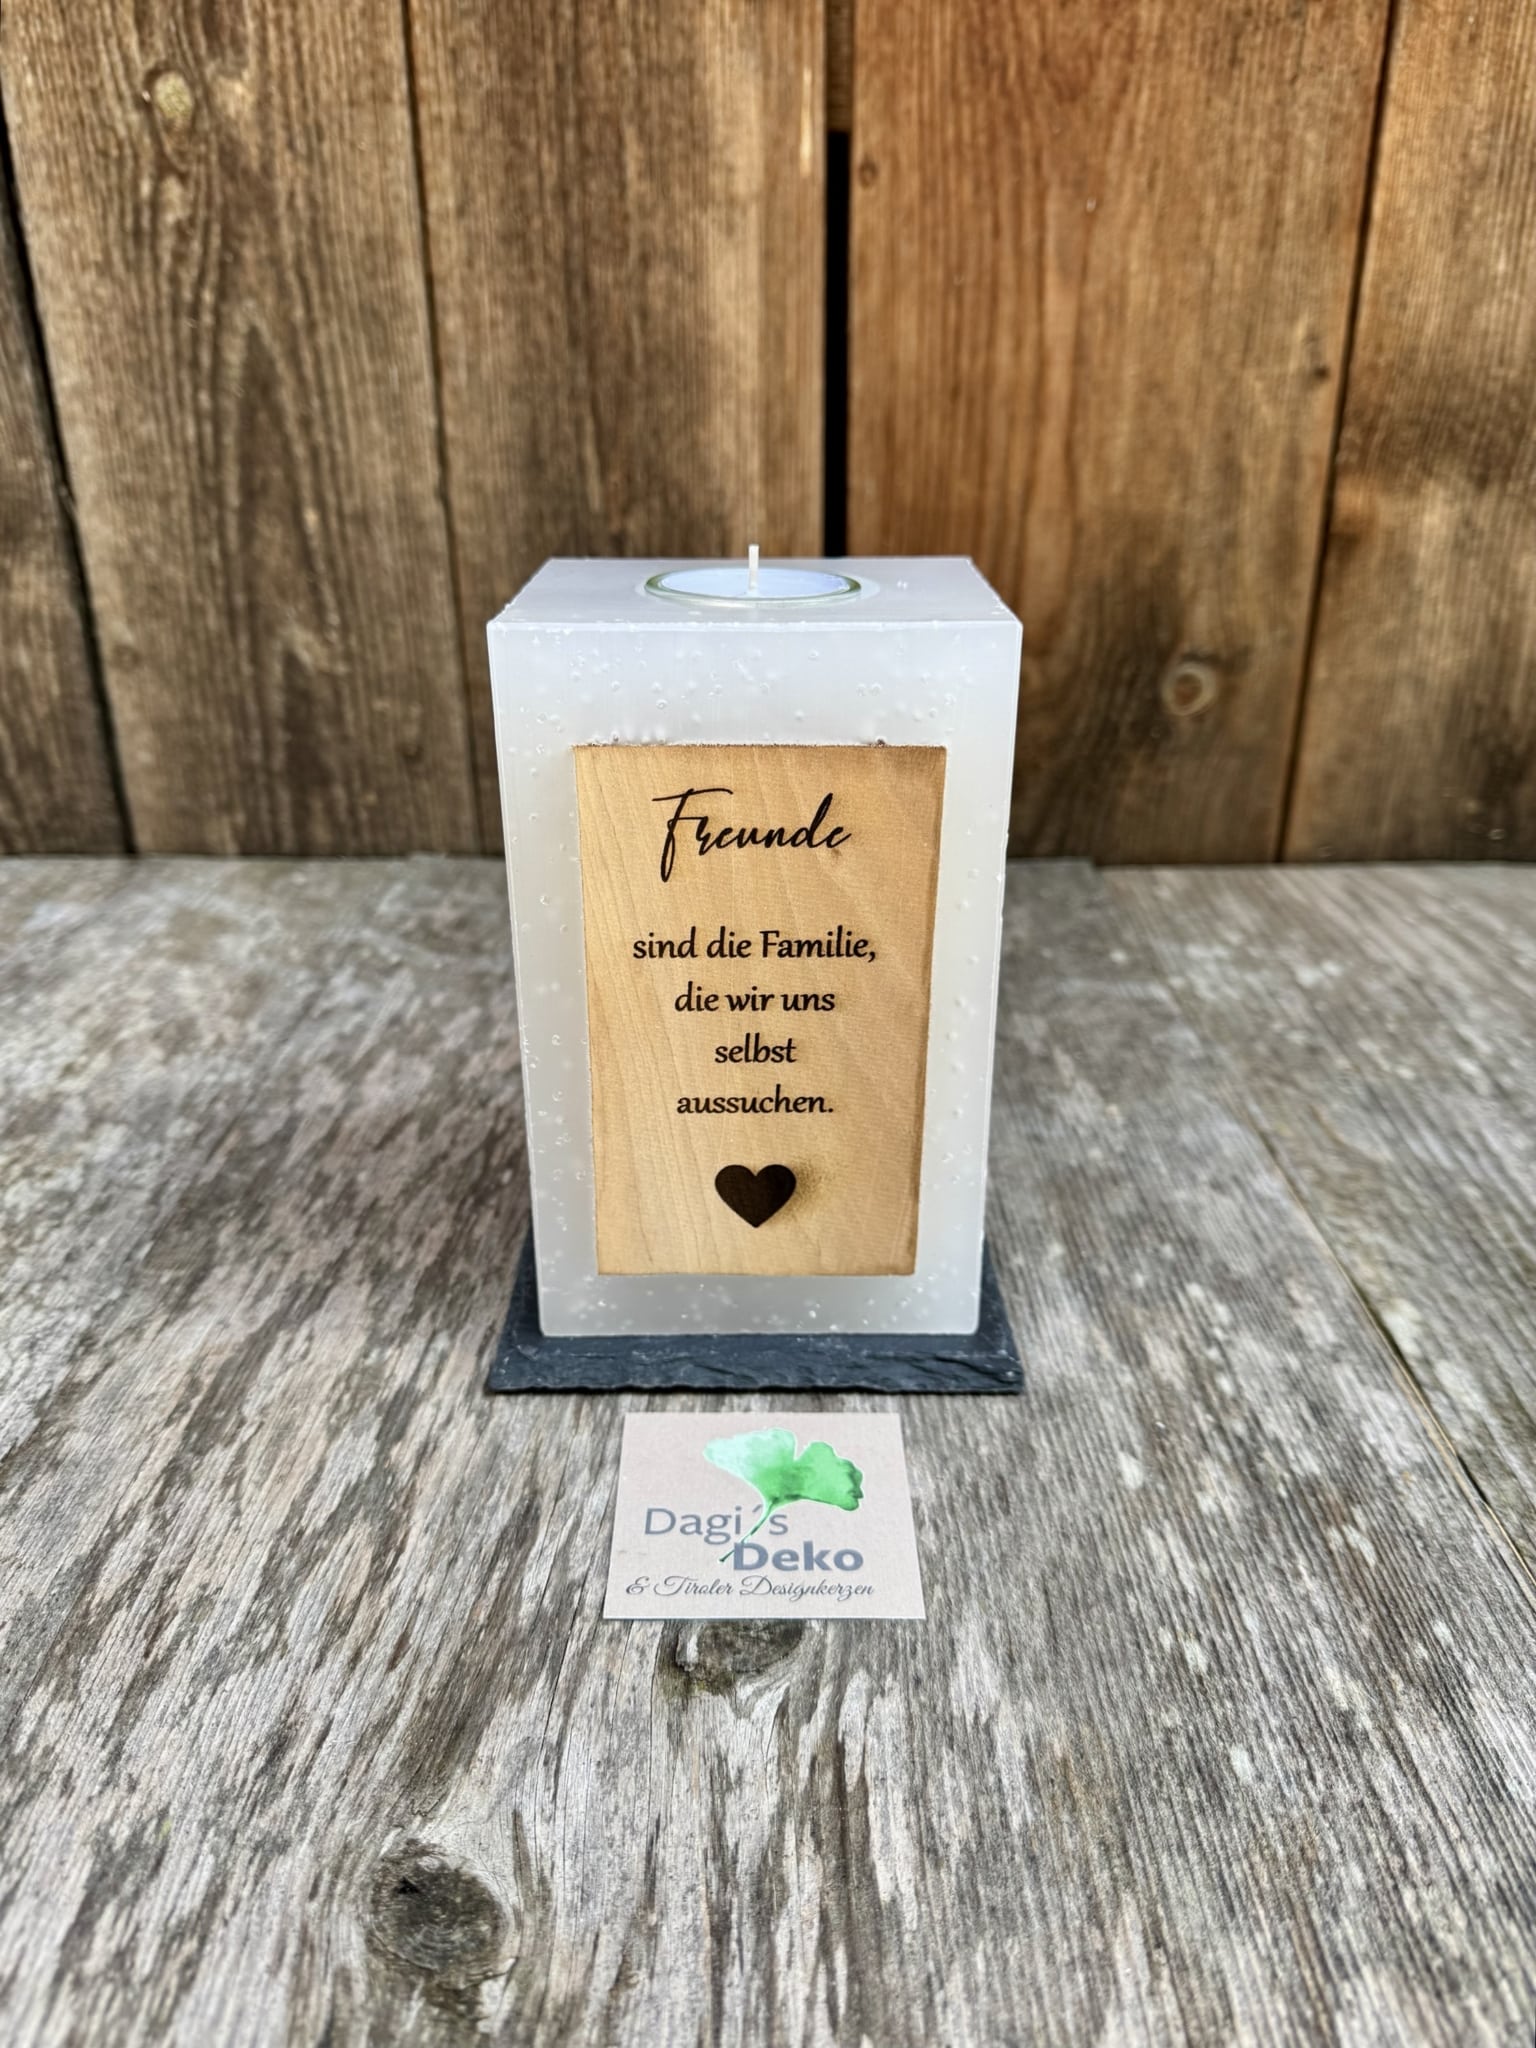 Freunde
sind die Familie,
die wir uns
selbst
aussuchen.
Dagi´s
Deko
& Tiroler Designkerzen